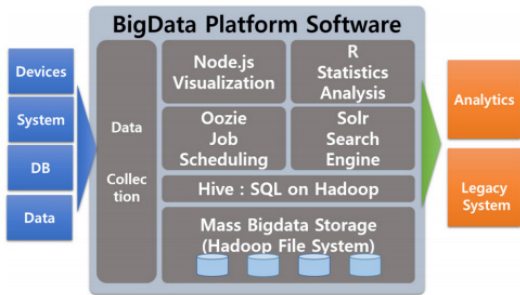 BigData Platform Software
Devices
System
DB
Data
Data
Collec
tion
Node.js
Visualization
R
Statistics
Analysis
Oozie
Job
Scheduling
Solr
Search
Engine
Hive : SQL on Hadoop
Mass Bigdata Storage
(Hadoop File System)
Analytics
Legacy
System